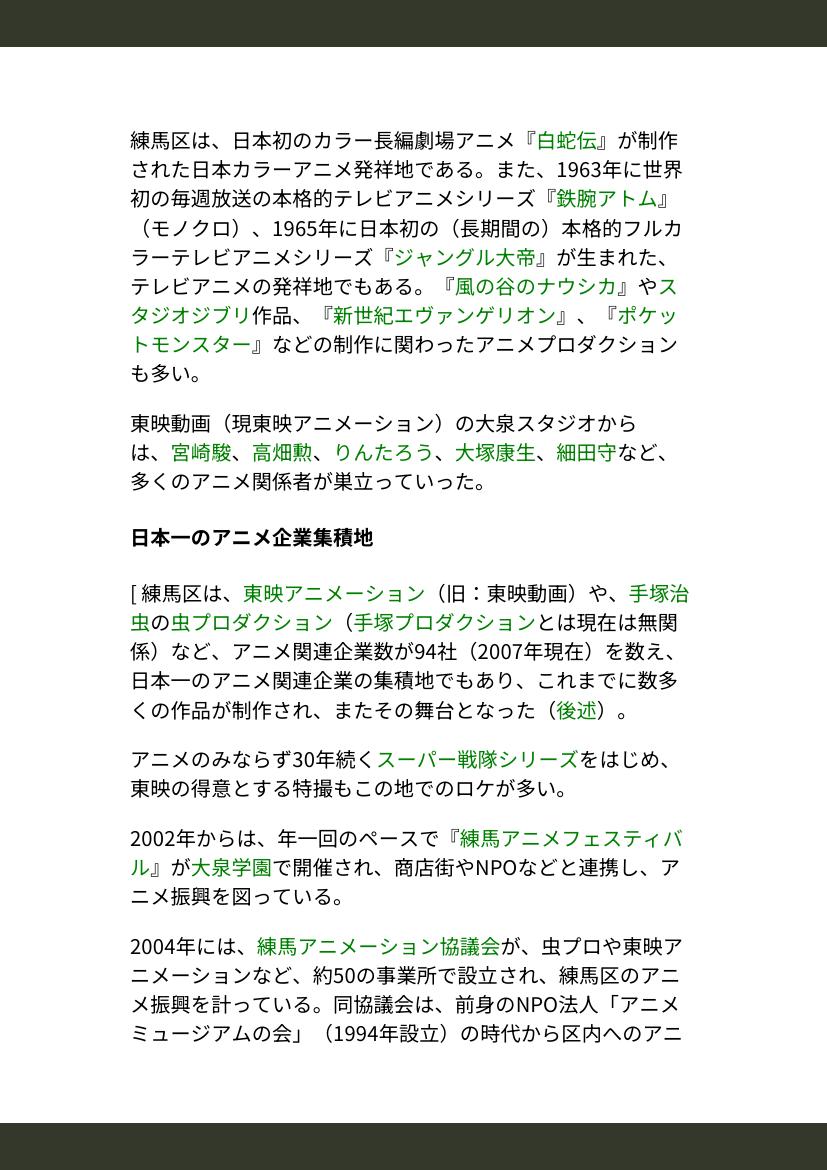 練馬区は、日本初のカラー長編劇場アニメ『白蛇伝』が制作
された日本カラーアニメ発祥地である。また、1963年に世界
初の毎週放送の本格的テレビアニメシリーズ『鉄腕アトム』
（モノクロ）、1965年に日本初の（長期間の）本格的フルカ
ラーテレビアニメシリーズ『ジャングル大帝』が生まれた、
テレビアニメの発祥地でもある。『風の谷のナウシカ』やス
タジオジブリ作品、『新世紀エヴァンゲリオン』、『ポケッ
トモンスター』などの制作に関わったアニメプロダクション
も多い。
東映動画（現東映アニメーション）の大泉スタジオから
は、宮崎駿、高畑勲、りんたろう、大塚康生、細田守など、
多くのアニメ関係者が巣立っていった。
日本一のアニメ企業集積地
[ 練馬区は、東映アニメーション（旧：東映動画）や、手塚治
虫の虫プロダクション（手塚プロダクションとは現在は無関
係）など、アニメ関連企業数が94社（2007年現在）を数え、
日本一のアニメ関連企業の集積地でもあり、これまでに数多
くの作品が制作され、またその舞台となった（後述）。
アニメのみならず30年続くスーパー戦隊シリーズをはじめ、
東映の得意とする特撮もこの地でのロケが多い。
2002年からは、年一回のペースで『練馬アニメフェスティバ
ル』が大泉学園で開催され、商店街やNPOなどと連携し、ア
ニメ振興を図っている。
2004年には、練馬アニメーション協議会が、虫プロや東映ア
ニメーションなど、約50の事業所で設立され、練馬区のアニ
メ振興を計っている。同協議会は、前身のNPO法人「アニメ
ミュージアムの会」（1994年設立）の時代から区内へのアニ